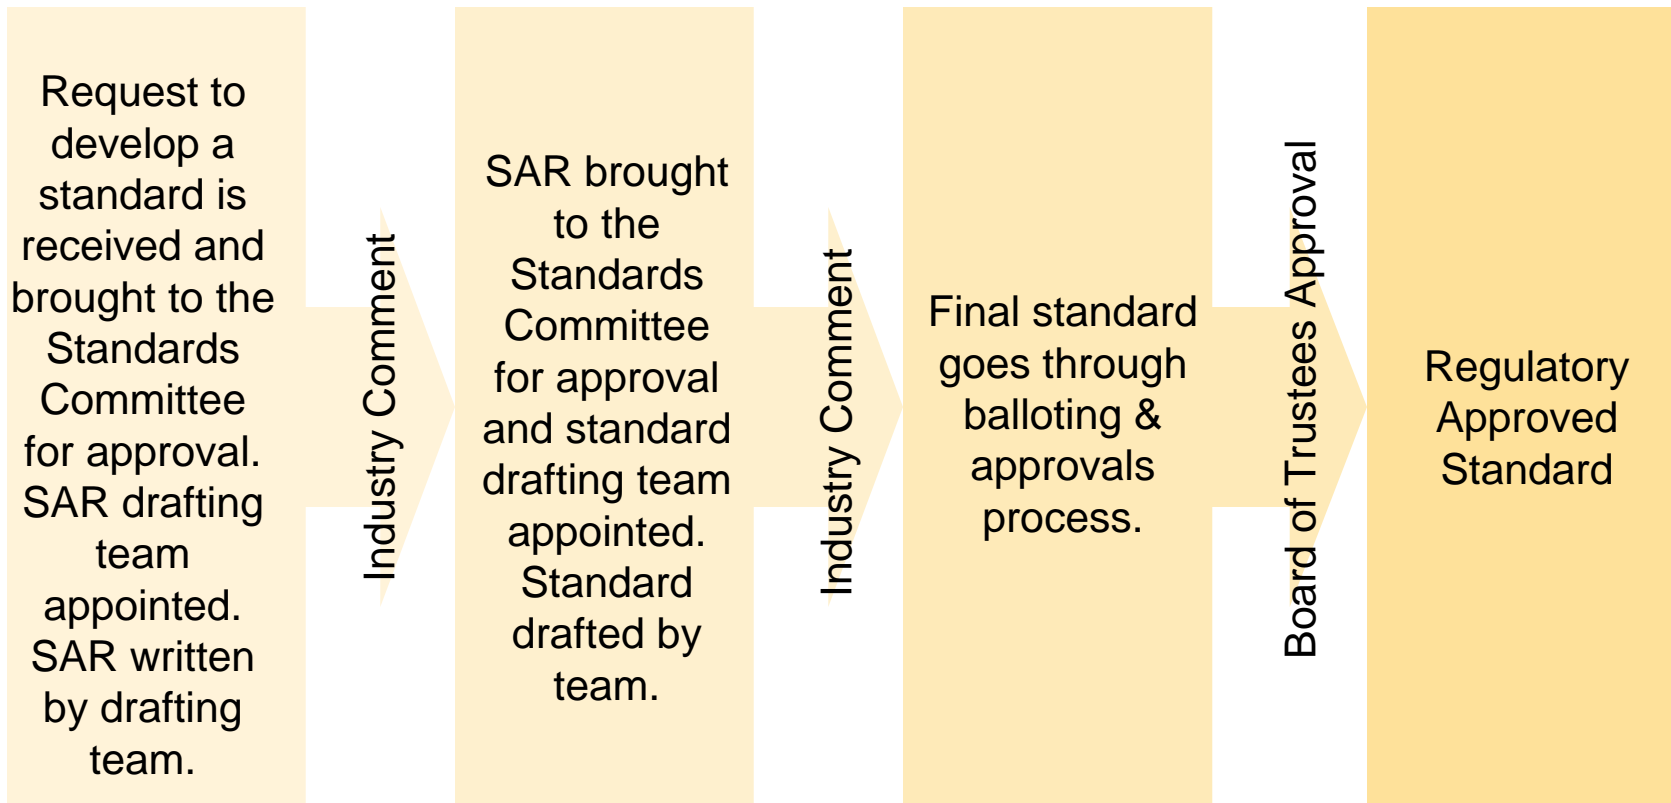 Request to
develop a
standard is
received and
brought to the
Standards
Committee
for approval.
SAR drafting
team
appointed.
SAR written
by drafting
team.
Industry Comment
SAR brought
to the
Standards
Committee
for approval
and standard
drafting team
appointed.
Standard
drafted by
team.
Industry Comment
Final standard
goes through
balloting &
approvals
process.
Board of Trustees Approval
Regulatory
Approved
Standard